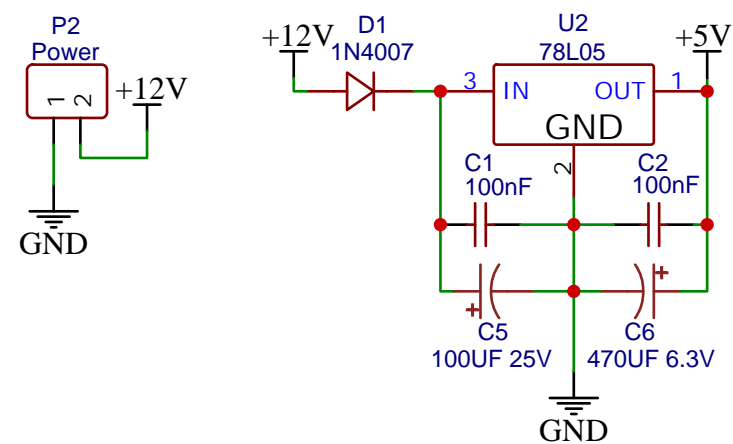 P2
Power
1
2
+12V
GND
+12V
D1
1N4007
U2
78L05
+5V
3
IN
OUT
1
GND
2
C1
100nF
C2
100nF
+
+
C5
100UF 25V
C6
470UF 6.3V
GND